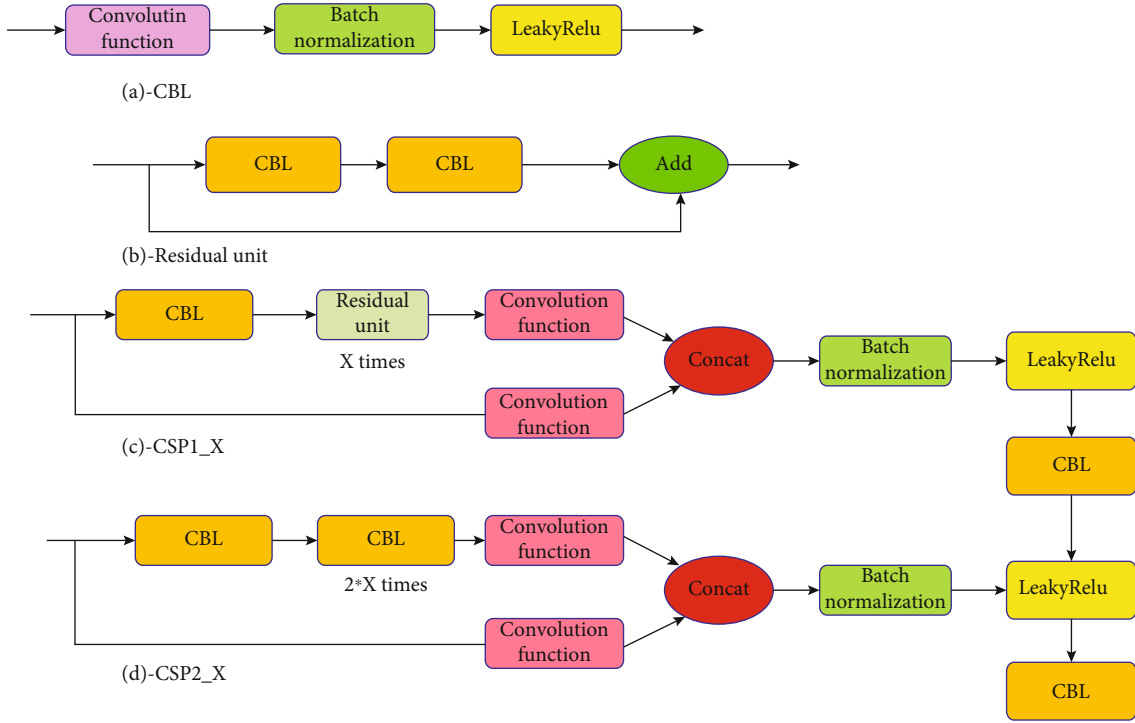 Convolutin
function
Batch
normalization
LeakyRelu
(a)-CBL
CBL
CBL
Add
(b)-Residual unit
CBL
Residual
unit
X times
Convolution
function
Convolution
function
Concat
Batch
normalization
LeakyRelu
CBL
(c)-CSP1_X
CBL
CBL
2*X times
Convolution
function
Convolution
function
Concat
Batch
normalization
LeakyRelu
CBL
(d)-CSP2_X